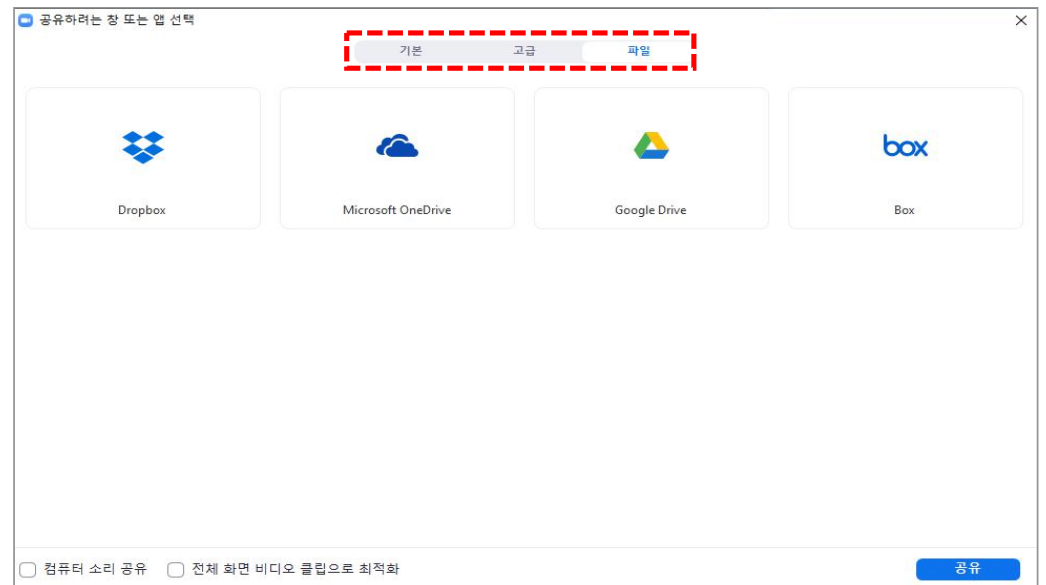 공유하려는 창 또는 앱 선택
기본 고급 파일
box
Dropbox Microsoft OneDrive Google Drive Box
컴퓨터 소리 공유 전체 화면 비디오 클립으로 최적화 공유